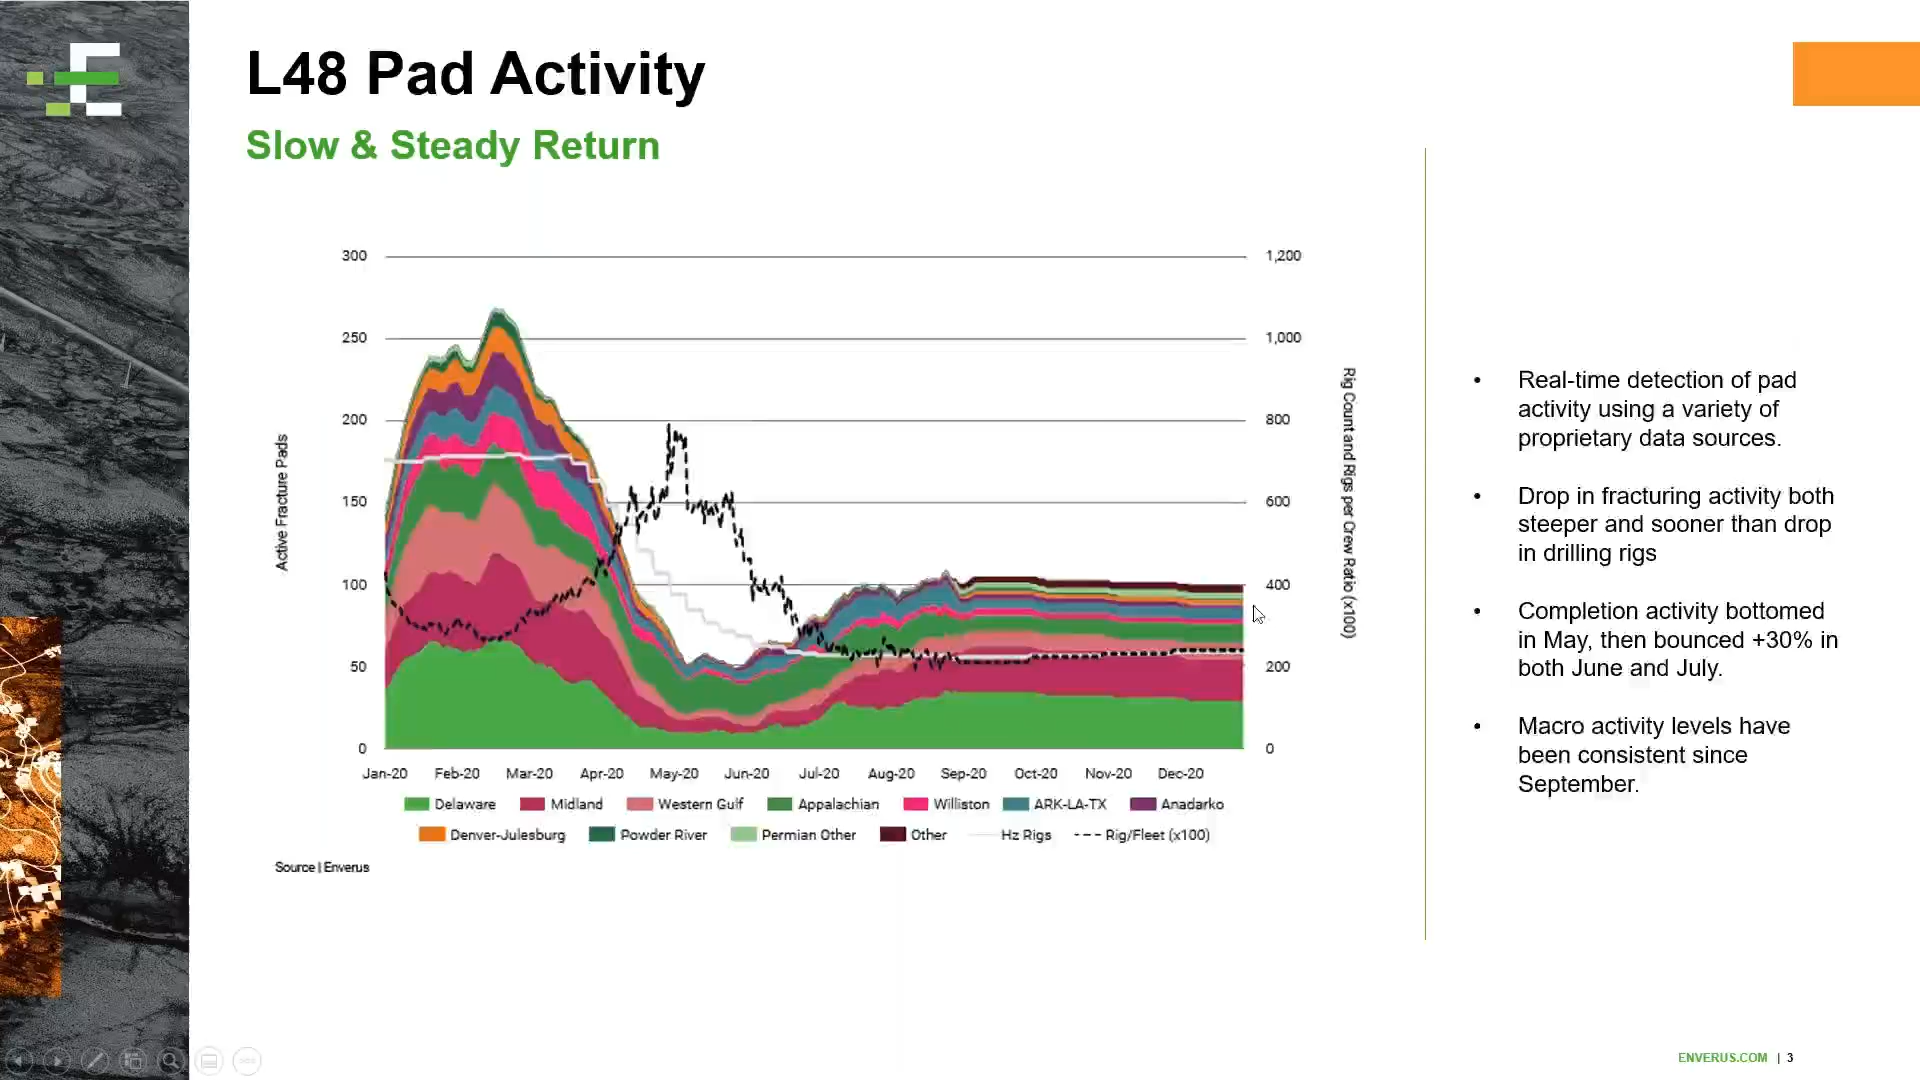 L48 Pad Activity
Slow & Steady Return
300
250
200
150
100
50
0
Active Fracture Pads
1,200
1,000
800
600
400
200
0
Rig Count and Rigs per Crew Ratio (x100)
Jan-20 Feb-20 Mar-20 Apr-20 May-20 Jun-20 Jul-20 Aug-20 Sep-20 Oct-20 Nov-20 Dec-20
Delaware Midland Western Gulf Appalachian Williston ARK-LA-TX Anadarko
Denver-Julesburg Powder River Permian Other Other Hz Rigs Rig/Fleet (x100)
Source | Enverus
• Real-time detection of pad
activity using a variety of
proprietary data sources.
• Drop in fracturing activity both
steeper and sooner than drop
in drilling rigs
• Completion activity bottomed
in May, then bounced +30% in
both June and July.
• Macro activity levels have
been consistent since
September.
ENVERUS.COM | 3